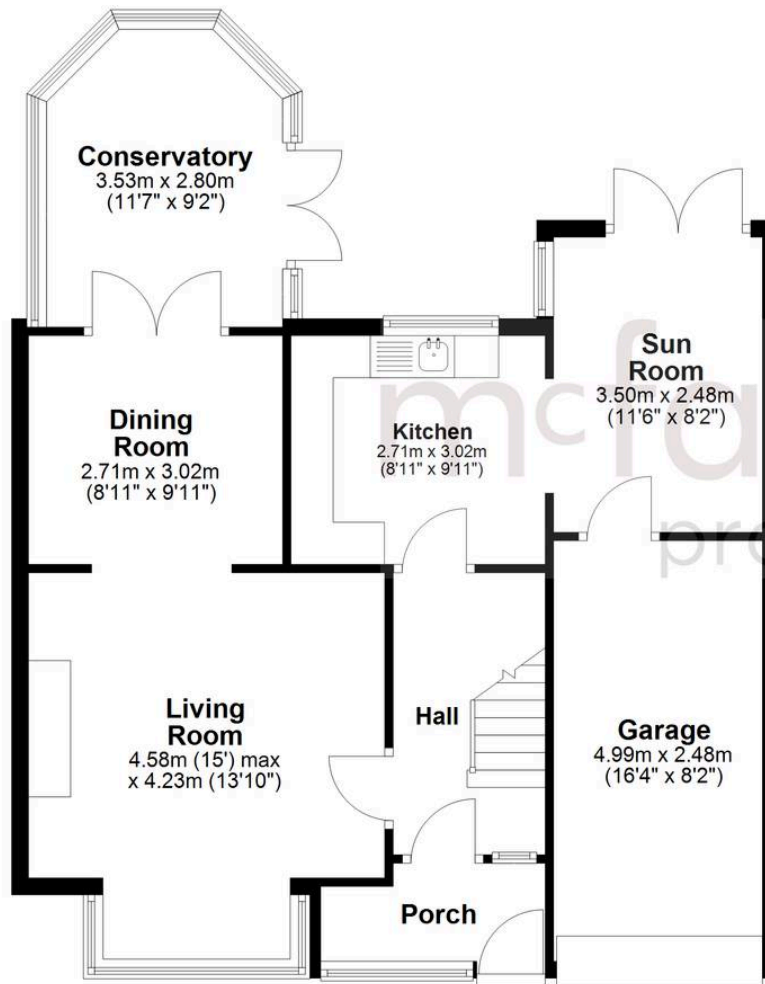 Conservatory
3.53m x 2.80m
(11'7" x 9'2")
Sun
Room
3.50m x 2.48m
(11'6" x 8'2")
Dining
Room
2.71m x 3.02m
(8'11" x 9'11")
Kitchen
2.71m x 3.02m
(8'11" x 9'11")
mcfa
pro
Living
Room
4.58m (15') max
x 4.23m (13'10")
Hall
Garage
4.99m x 2.48m
(16'4" x 8'2")
Porch